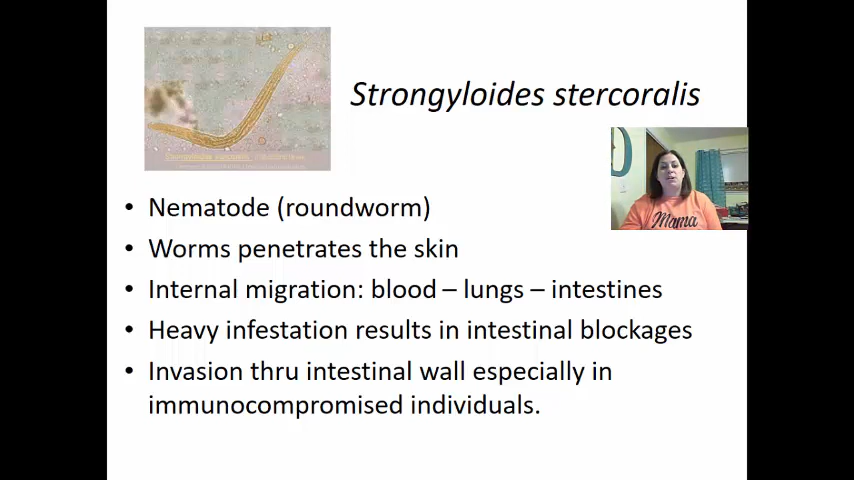 Strongyloides stercoralis
Mama
• Nematode (roundworm)
• Worms penetrates the skin
• Internal migration: blood – lungs – intestines
• Heavy infestation results in intestinal blockages
• Invasion thru intestinal wall especially in
immunocompromised individuals.